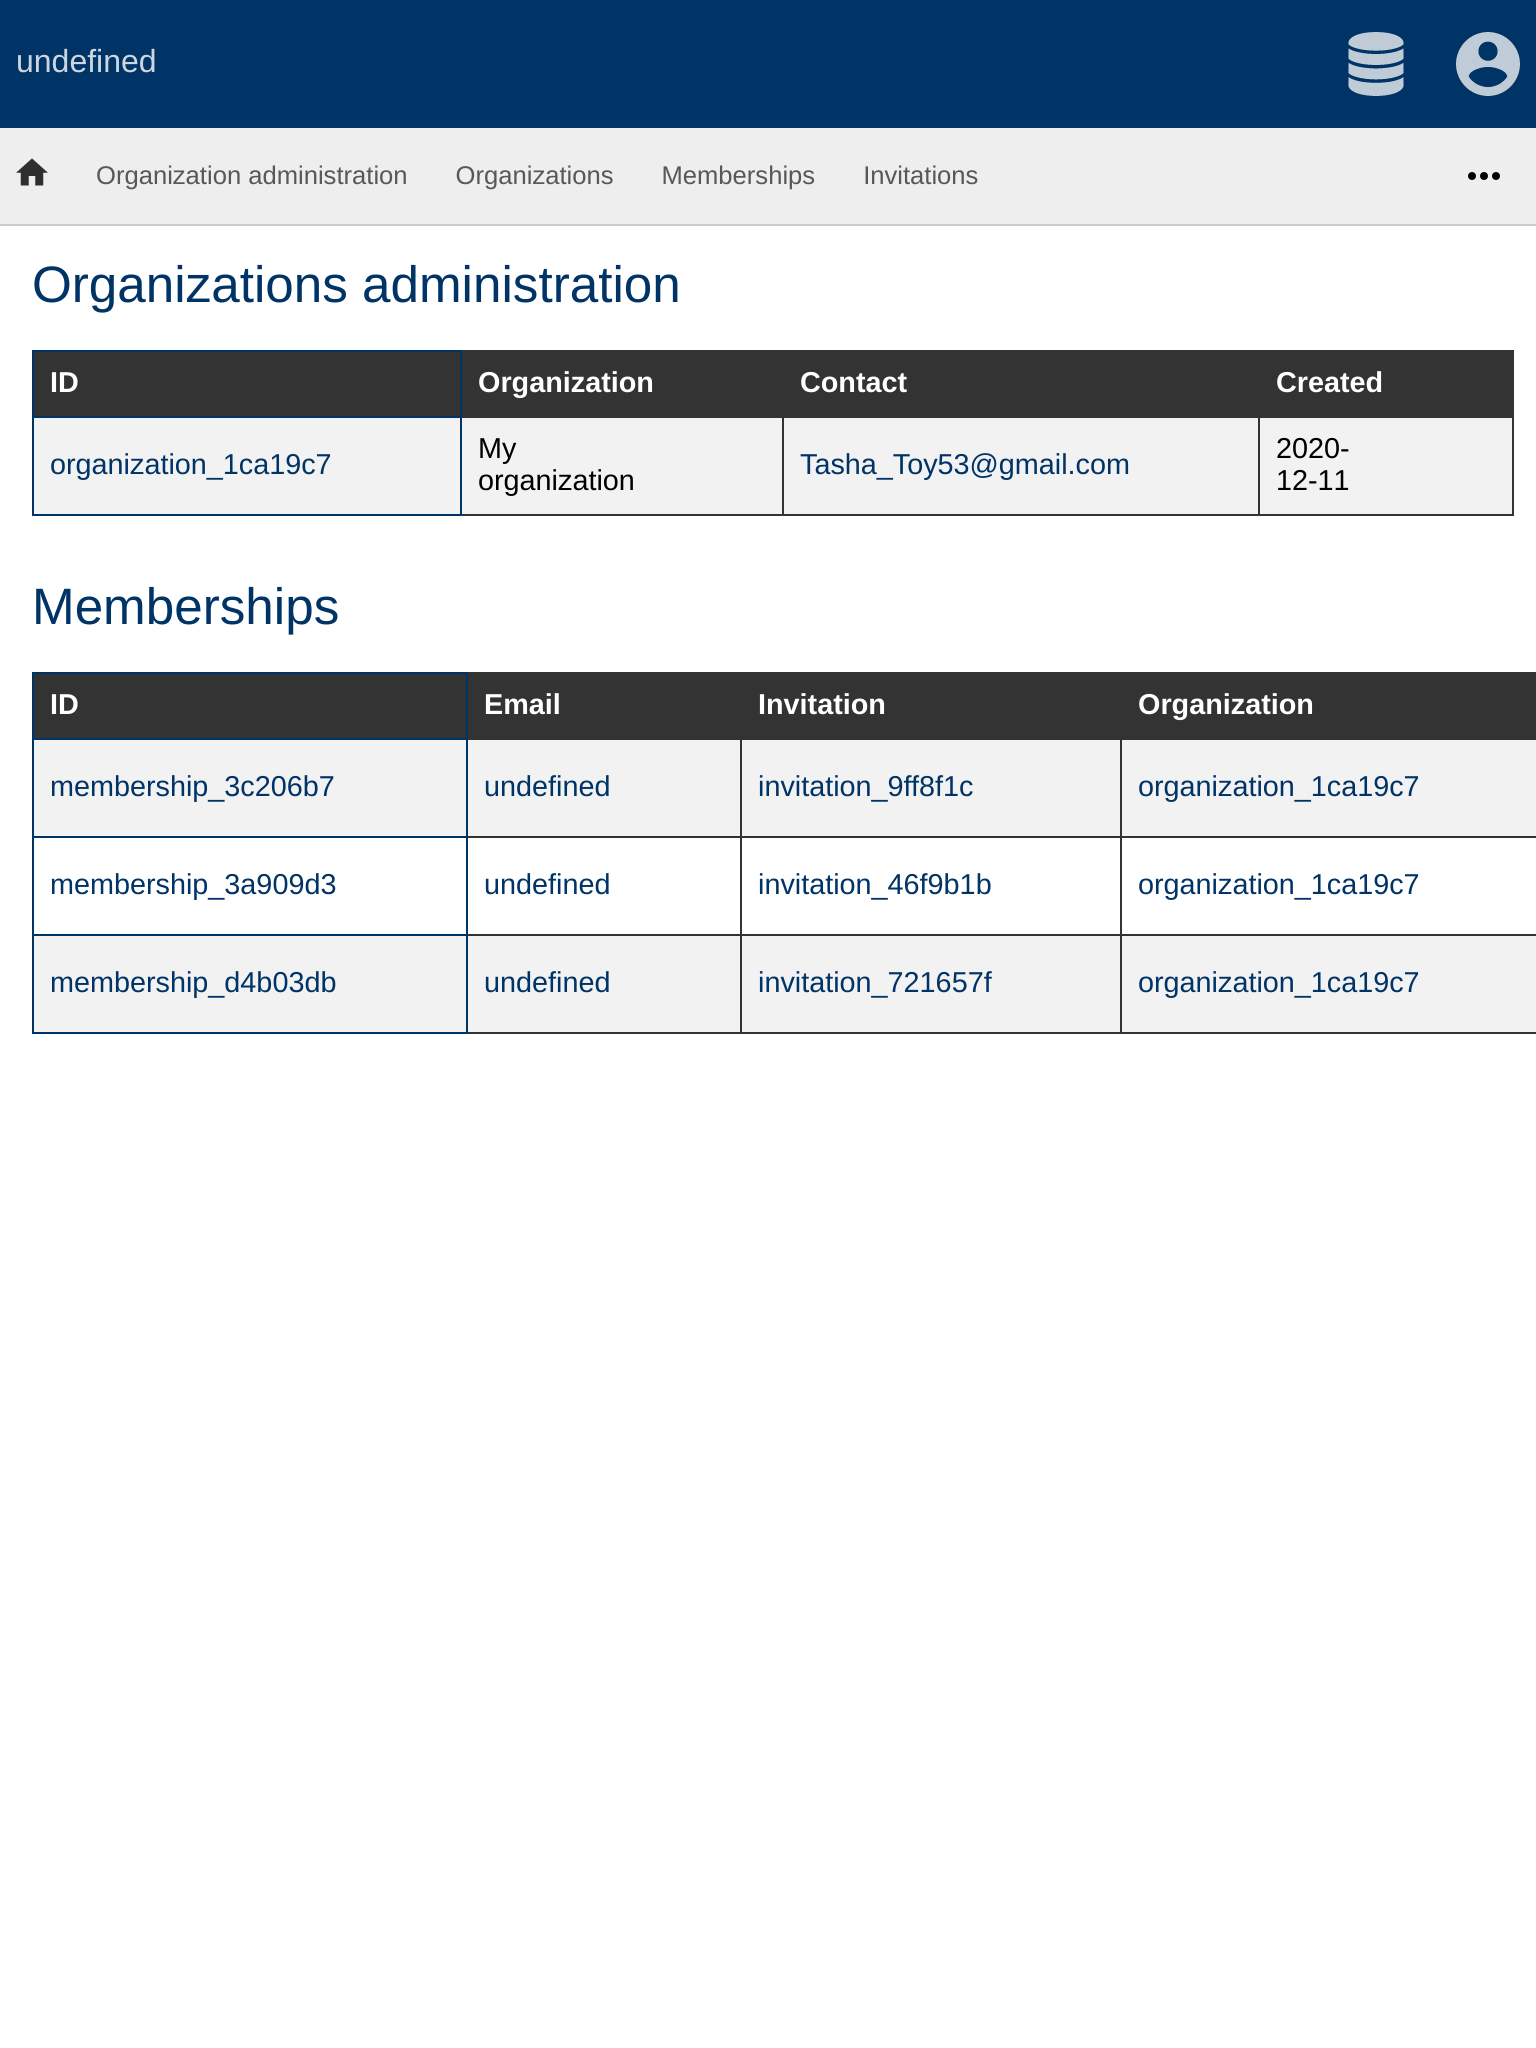 undefined
Organization administration Organizations Memberships Invitations
Organizations administration
ID Organization Contact Created
organization_1ca19c7 My organization Tasha_Toy53@gmail.com 2020-12-11
Memberships
ID Email Invitation Organization
membership_3c206b7 undefined invitation_9ff8f1c organization_1ca19c7
membership_3a909d3 undefined invitation_46f9b1b organization_1ca19c7
membership_d4b03db undefined invitation_721657f organization_1ca19c7